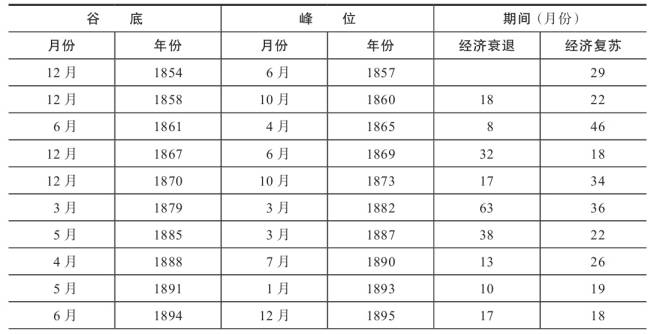 谷 底 峰 位 期间（月份）
月份 年份 月份 年份 经济衰退 经济复苏
12月 1854 6月 1857 29
12月 1858 10月 1860 18 22
6月 1861 4月 1865 8 46
12月 1867 6月 1869 32 18
12月 1870 10月 1873 17 34
3月 1879 3月 1882 63 36
5月 1885 3月 1887 38 22
4月 1888 7月 1890 13 26
5月 1891 1月 1893 10 19
6月 1894 12月 1895 17 18